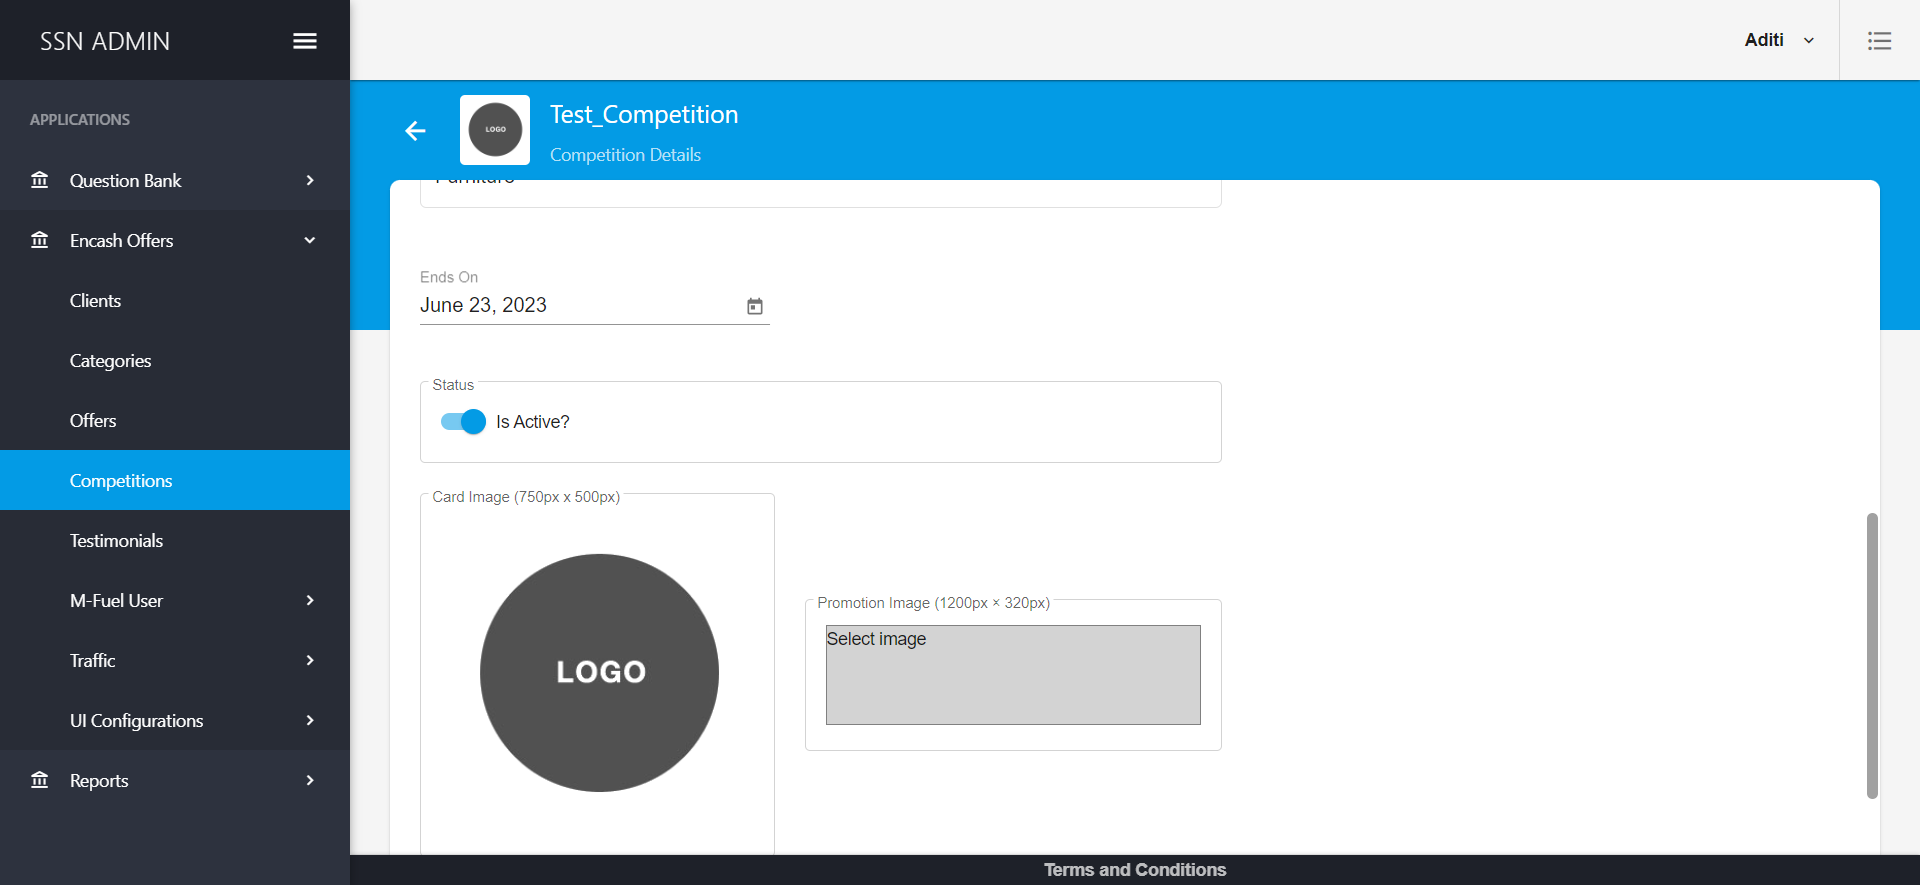 SSN ADMIN
Aditi
APPLICATIONS
Question Bank
Encash Offers
Clients
Categories
Offers
Competitions
Testimonials
M-Fuel User
Traffic
UI Configurations
Reports
LOGO
Test_Competition
Competition Details
Furniture
Ends On
June 23, 2023
Status
Is Active?
Card Image (750px x 500px)
LOGO
Promotion Image (1200px × 320px)
Select image
Terms and Conditions